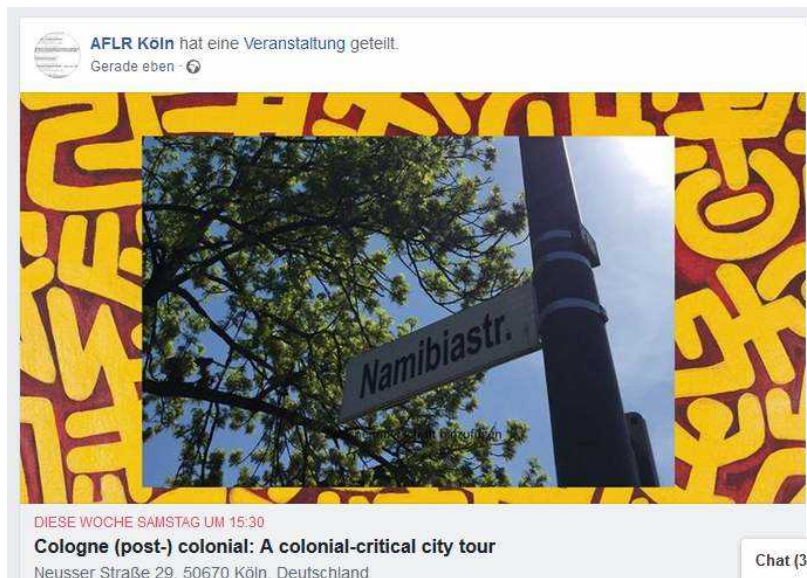 AFLR Köln hat eine Veranstaltung geteilt.
Gerade eben ·
Namibiastr.
DIESE WOCHE SAMSTAG UM 15:30
Cologne (post-) colonial: A colonial-critical city tour
Neusser Straße 29, 50670 Köln, Deutschland
Chat (3